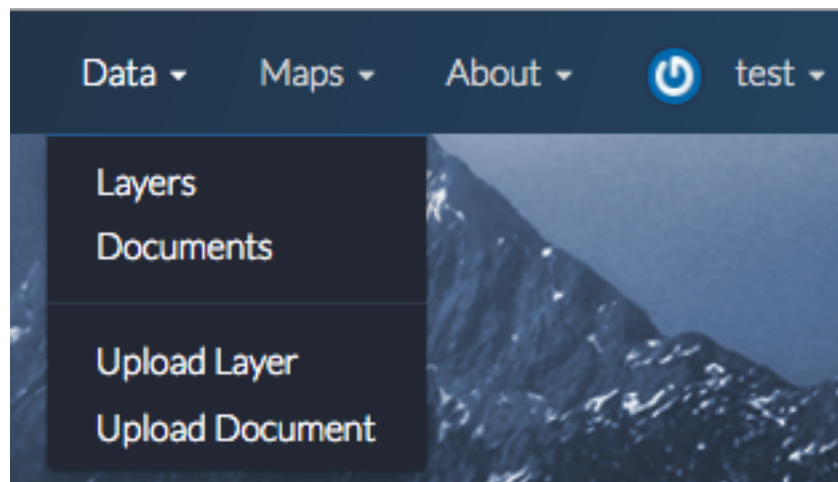 Data Maps About test
Layers
Documents
Upload Layer
Upload Document